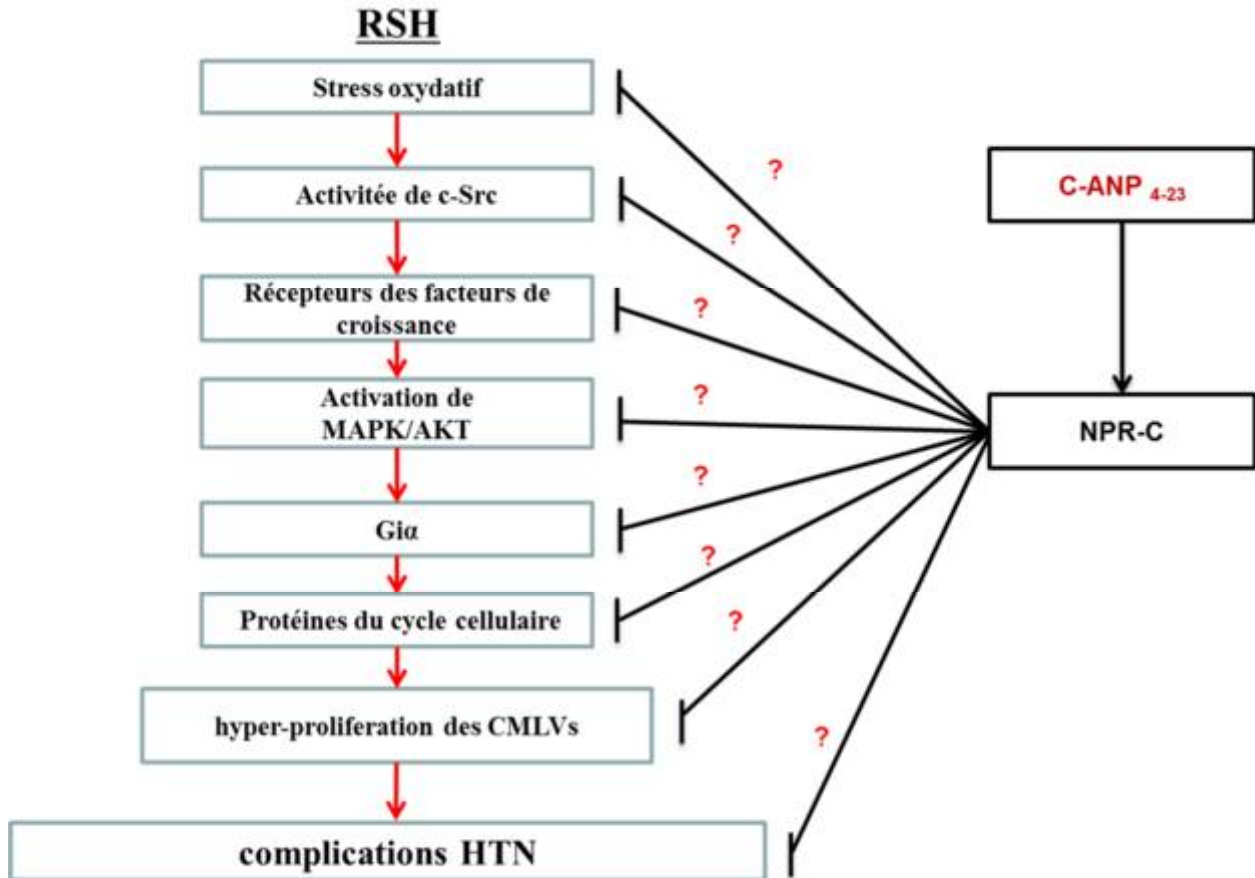 RSH
Stress oxydatif
Activitée de c-Src
Récepteurs des facteurs de
croissance
Activation de
MAPK/AKT
Giα
Protéines du cycle cellulaire
hyper-proliferation des CMLVs
complications HTN
?
?
?
?
?
?
?
?
C-ANP 4-23
NPR-C